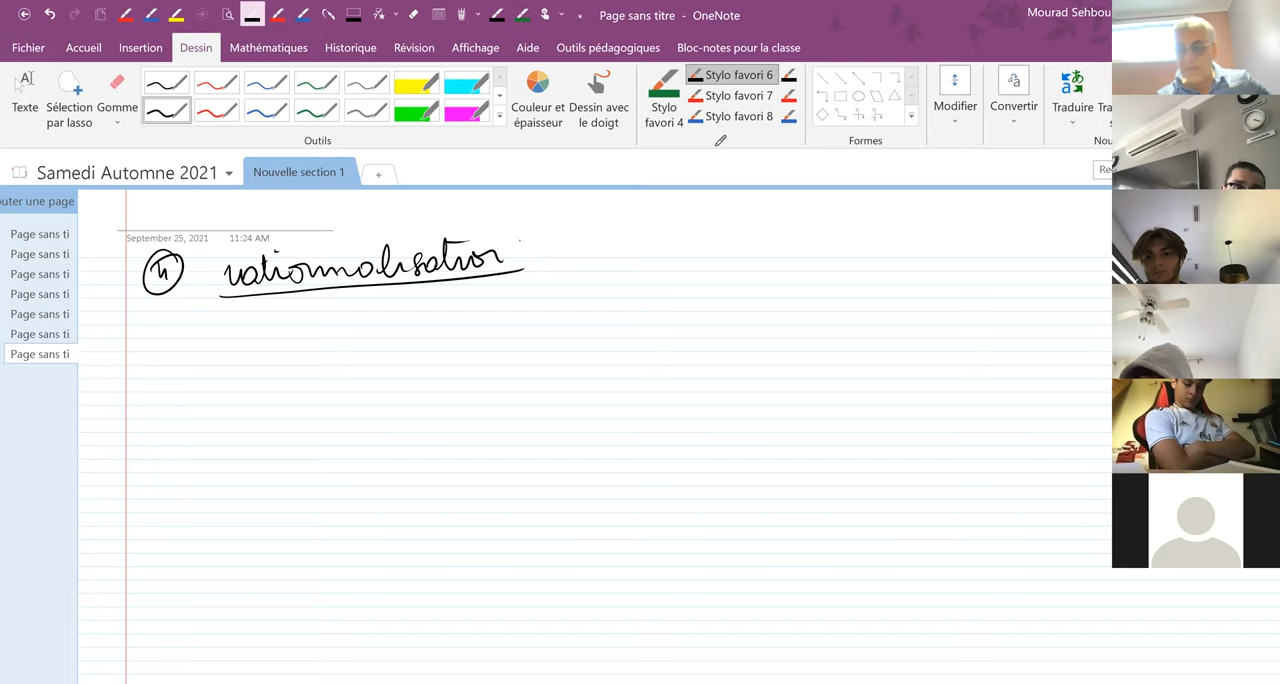 Page sans titre - OneNote
Mourad Sehbou
Fichier Accueil Insertion Dessin Mathématiques Historique Révision Affichage Aide Outils pédagogiques Bloc-notes pour la classe
Texte Sélection par lasso Gomme
Outils
Couleur et épaisseur
Dessin avec le doigt
Stylo favori 4
Stylo favori 6
Stylo favori 7
Stylo favori 8
Formes
Modifier
Convertir
Traduire Tra
Nou
Samedi Automne 2021
Nouvelle section 1
+
Re
outer une page
Page sans ti
Page sans ti
Page sans ti
Page sans ti
Page sans ti
Page sans ti
Page sans ti
September 25, 2021 11:24 AM
rationnalisation